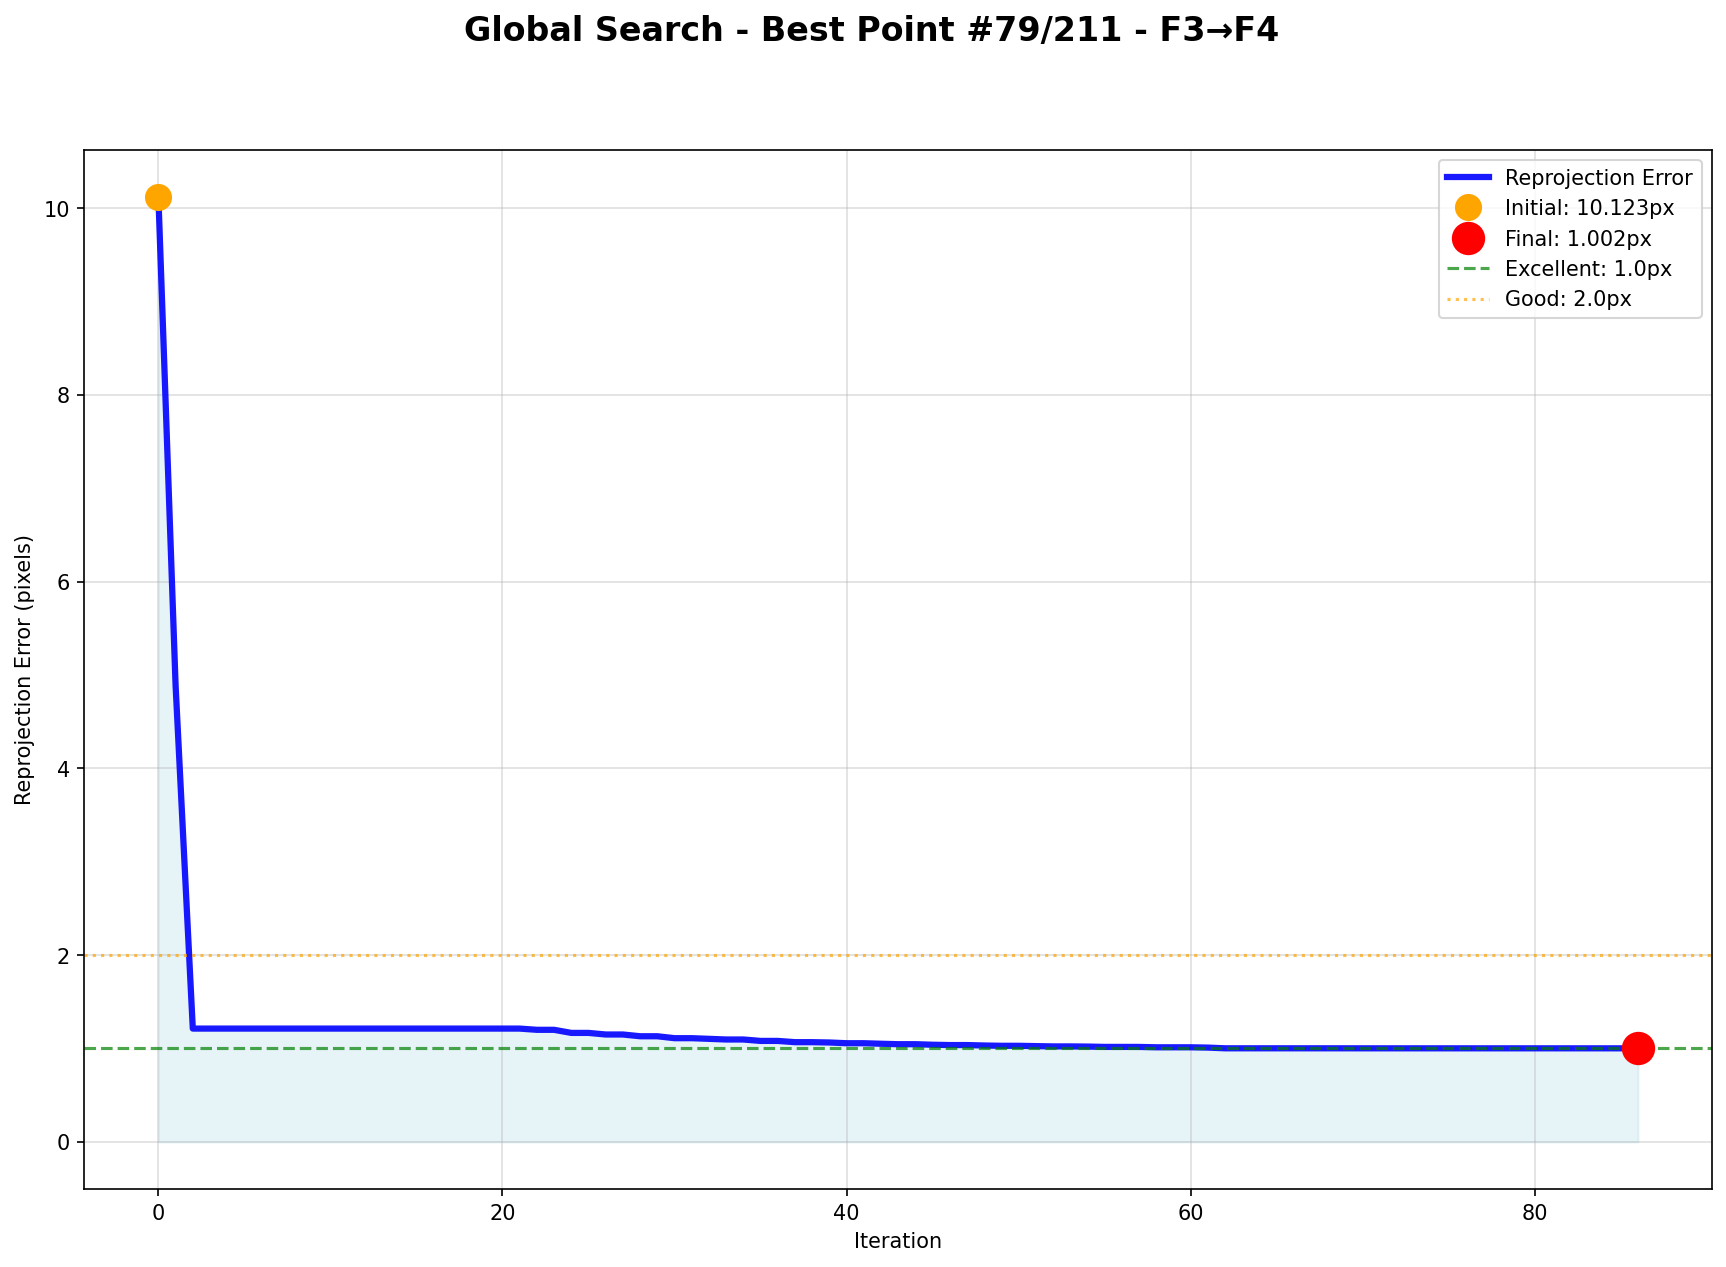 Global Search - Best Point #79/211 - F3→F4
Reprojection Error
Initial: 10.123px
Final: 1.002px
Excellent: 1.0px
Good: 2.0px
Reprojection Error (pixels)
10
8
6
4
2
0
0 20 40 60 80
Iteration